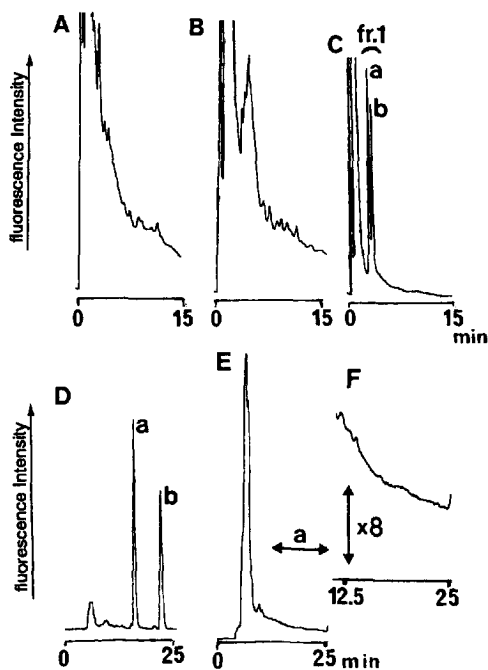 A B C fr.1
a
b
fluorescence Intensity
0 15 0 15 0 15
min
D E F
a
b
fluorescence Intensity
a
x8
12.5 25
0 25 0 25 min